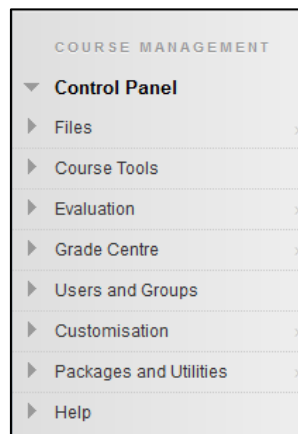 COURSE MANAGEMENT
Control Panel
Files
Course Tools
Evaluation
Grade Centre
Users and Groups
Customisation
Packages and Utilities
Help